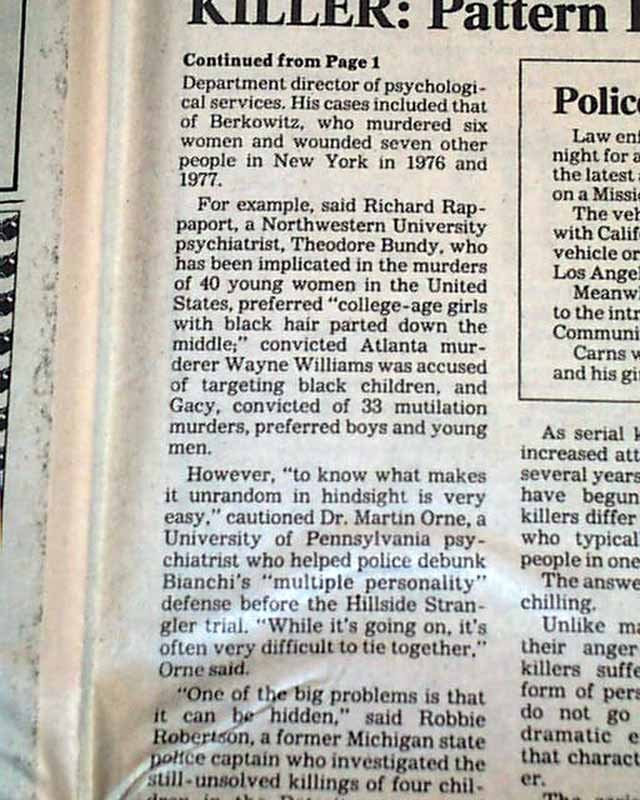 KILLER: Pattern
Continued from Page 1
Department director of psychologi-
cal services. His cases included that
of Berkowitz, who murdered six
women and wounded seven other
people in New York in 1976 and
1977.
For example, said Richard Rap-
paport, a Northwestern University
psychiatrist, Theodore Bundy, who
has been implicated in the murders
of 40 young women in the United
States, preferred "college-age girls
with black hair parted down the
middle;" convicted Atlanta mur-
derer Wayne Williams was accused
of targeting black children, and
Gacy, convicted of 33 mutilation
murders, preferred boys and young
men.
However, "to know what makes
it unrandom in hindsight is very
easy," cautioned Dr. Martin Orne, a
University of Pennsylvania psy-
chiatrist who helped police debunk
Bianchi's "multiple personality"
defense before the Hillside Stran-
gler trial. "While it's going on, it's
often very difficult to tie together,"
Orne said.
"One of the big problems is that
it can be hidden," said Robbie
Robertson, a former Michigan state
police captain who investigated the
still-unsolved killings of four chil-
dren in the
Police
Law enf
night for a
the latest
on a Missi
The veh
with Calif
vehicle or
Los Angel
Meanwh
to the intr
Communi
Carns w
and his gi
As serial k
increased att
several years
have begun
killers differ
who typical
people in one
The answe
chilling.
Unlike ma
their anger
killers suffe
form of pers
do not go
dramatic e
that charact
er.